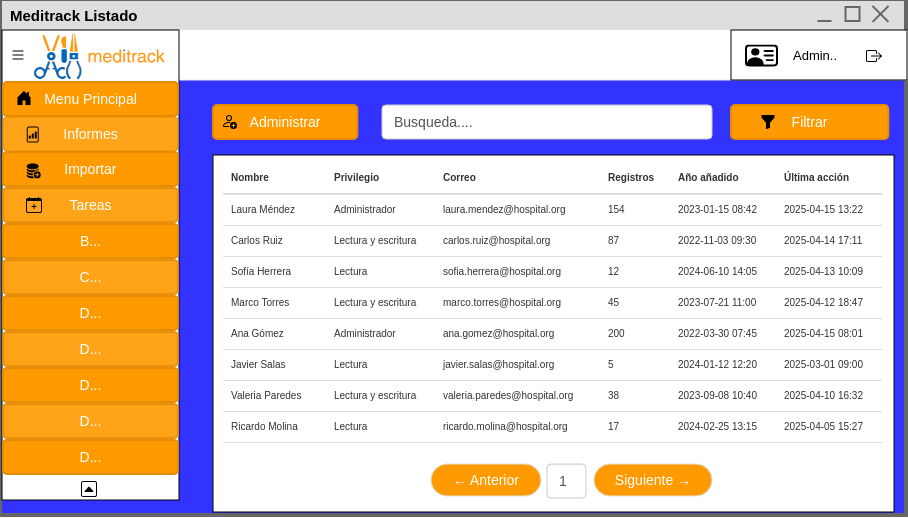 Meditrack Listado
meditrack
Admin..
Menu Principal
Informes
Importar
Tareas
B...
C...
D...
D...
D...
D...
D...
Administrar
Busqueda....
Filtrar
Nombre Privilegio Correo Registros Año añadido Última acción
Laura Méndez Administrador laura.mendez@hospital.org 154 2023-01-15 08:42 2025-04-15 13:22
Carlos Ruiz Lectura y escritura carlos.ruiz@hospital.org 87 2022-11-03 09:30 2025-04-14 17:11
Sofía Herrera Lectura sofia.herrera@hospital.org 12 2024-06-10 14:05 2025-04-13 10:09
Marco Torres Lectura y escritura marco.torres@hospital.org 45 2023-07-21 11:00 2025-04-12 18:47
Ana Gómez Administrador ana.gomez@hospital.org 200 2022-03-30 07:45 2025-04-15 08:01
Javier Salas Lectura javier.salas@hospital.org 5 2024-01-12 12:20 2025-03-01 09:00
Valeria Paredes Lectura y escritura valeria.paredes@hospital.org 38 2023-09-08 10:40 2025-04-10 16:32
Ricardo Molina Lectura ricardo.molina@hospital.org 17 2024-02-25 13:15 2025-04-05 15:27
← Anterior 1 Siguiente →